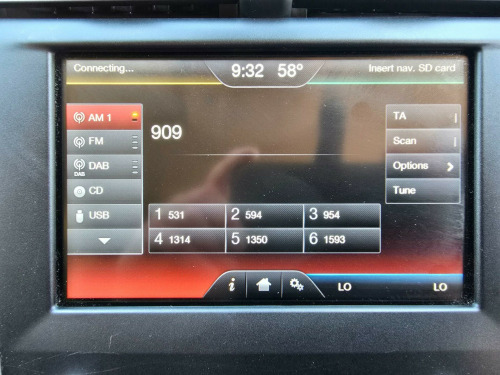 Connecting... 9:32 58° Insert nav. SD card
AM 1
FM
DAB
DAB
CD
USB
909
TA
Scan
Options
Tune
1 531 2 594 3 954
4 1314 5 1350 6 1593
i LO LO